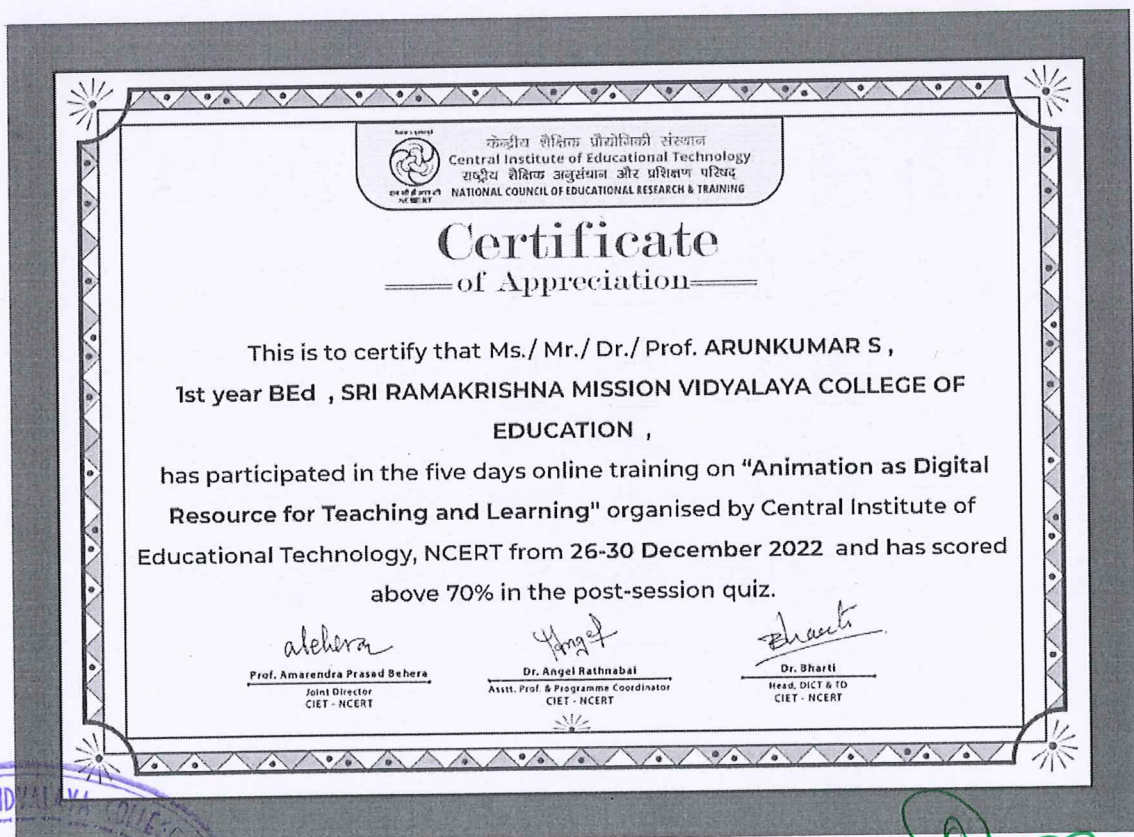 केन्द्रीय शैक्षिक प्रौद्योगिकी संस्थान
Central Institute of Educational Technology
राष्ट्रीय शैक्षिक अनुसंधान और प्रशिक्षण परिषद्
NATIONAL COUNCIL OF EDUCATIONAL RESEARCH & TRAINING
NCERT
Certificate
of Appreciation
This is to certify that Ms./ Mr./ Dr./ Prof. ARUNKUMAR S ,
1st year BEd , SRI RAMAKRISHNA MISSION VIDYALAYA COLLEGE OF
EDUCATION ,
has participated in the five days online training on "Animation as Digital
Resource for Teaching and Learning" organised by Central Institute of
Educational Technology, NCERT from 26-30 December 2022 and has scored
above 70% in the post-session quiz.
Prof. Amarendra Prasad Behera
Joint Director
CIET - NCERT
Dr. Angel Rathnabai
Asstt. Prof. & Programme Coordinator
CIET - NCERT
Bharti
Dr. Bharti
Head, DICT & TD
CIET - NCERT
COLLEGE